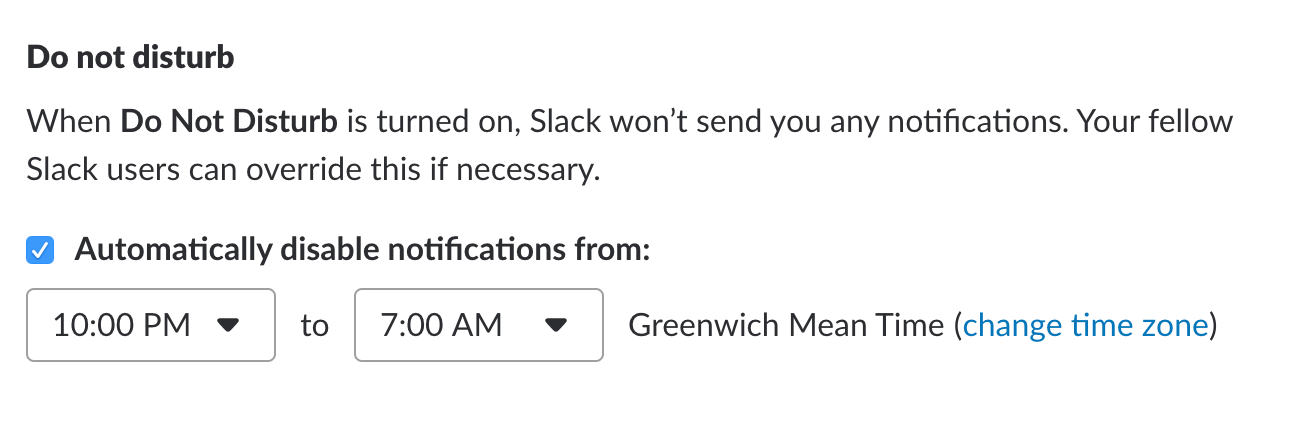 Do not disturb
When Do Not Disturb is turned on, Slack won’t send you any notifications. Your fellow
Slack users can override this if necessary.
Automatically disable notifications from:
10:00 PM to 7:00 AM Greenwich Mean Time (change time zone)